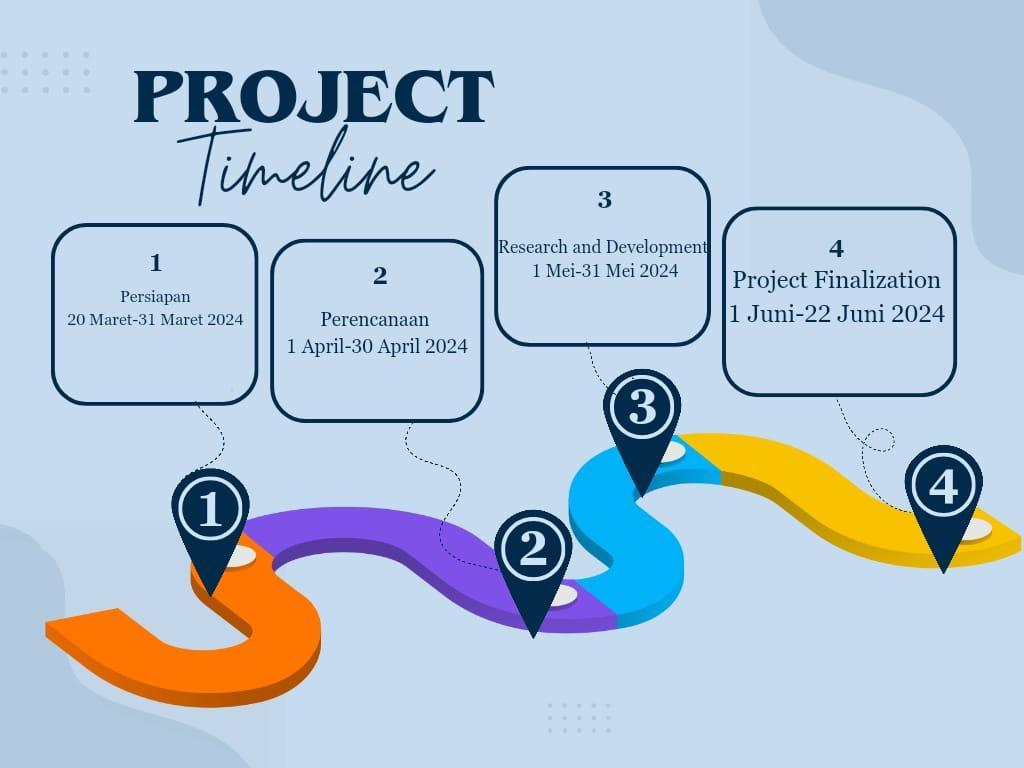 PROJECT
Timeline
1
Persiapan
20 Maret-31 Maret 2024
2
Perencanaan
1 April-30 April 2024
3
Research and Development
1 Mei-31 Mei 2024
4
Project Finalization
1 Juni-22 Juni 2024
1
2
3
4